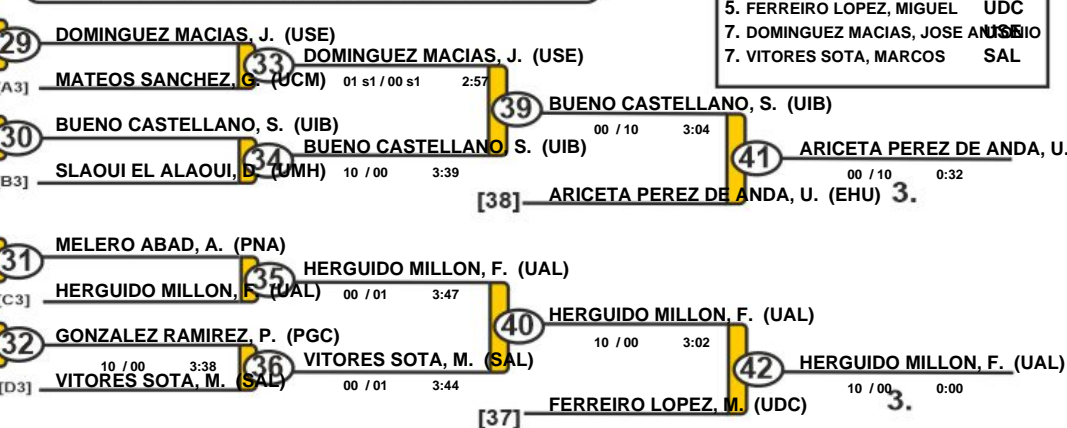 5. FERREIRO LOPEZ, MIGUEL UDC
7. DOMINGUEZ MACIAS, JOSE ANTONIO USE
7. VITORES SOTA, MARCOS SAL
29 DOMINGUEZ MACIAS, J. (USE)
33 DOMINGUEZ MACIAS, J. (USE)
A3] MATEOS SANCHEZ, G. (UCM) 01 s1 / 00 s1 2:57
39 BUENO CASTELLANO, S. (UIB)
00 / 10 3:04
30 BUENO CASTELLANO, S. (UIB)
34 BUENO CASTELLANO, S. (UIB)
B3] SLAOUI EL ALAOUI, D. (UMH) 10 / 00 3:39
41 ARICETA PEREZ DE ANDA, U.
00 / 10 0:32
[38] ARICETA PEREZ DE ANDA, U. (EHU) 3.
31 MELERO ABAD, A. (PNA)
35 HERGUIDO MILLON, F. (UAL)
C3] HERGUIDO MILLON, F. (UAL) 00 / 01 3:47
40 HERGUIDO MILLON, F. (UAL)
10 / 00 3:02
32 GONZALEZ RAMIREZ, P. (PGC)
10 / 00 3:38
36 VITORES SOTA, M. (SAL)
D3] VITORES SOTA, M. (SAL) 00 / 01 3:44
42 HERGUIDO MILLON, F. (UAL)
10 / 00 0:00
3.
[37] FERREIRO LOPEZ, M. (UDC)